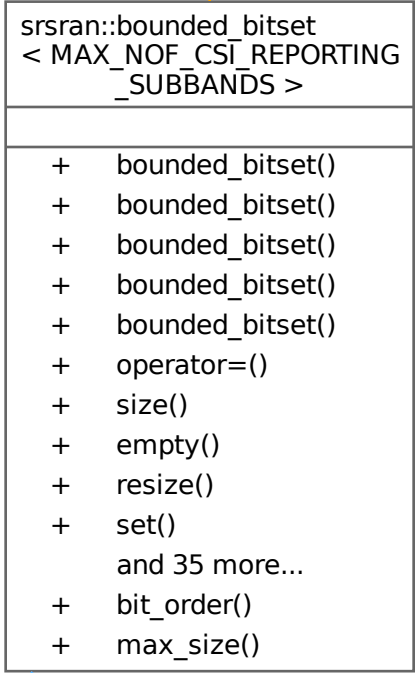 srsran::bounded_bitset
< MAX_NOF_CSI_REPORTING
_SUBBANDS >
+ bounded_bitset()
+ bounded_bitset()
+ bounded_bitset()
+ bounded_bitset()
+ bounded_bitset()
+ operator=()
+ size()
+ empty()
+ resize()
+ set()
and 35 more...
+ bit_order()
+ max_size()